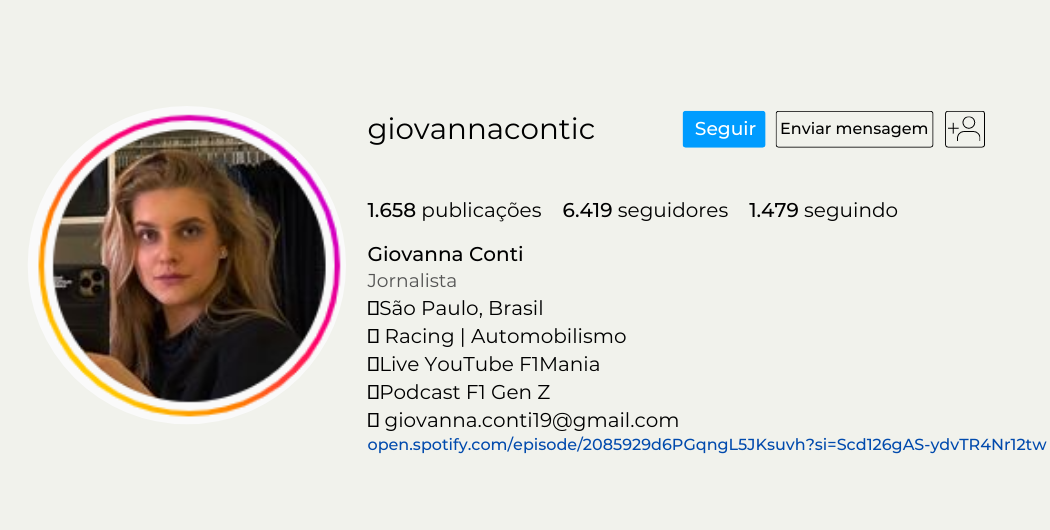 giovannacontic Seguir Enviar mensagem
1.658 publicações 6.419 seguidores 1.479 seguindo
Giovanna Conti
Jornalista
São Paulo, Brasil
Racing | Automobilismo
Live YouTube F1Mania
Podcast F1 Gen Z
giovanna.conti19@gmail.com
open.spotify.com/episode/2085929d6PGqngL5JKsuvh?si=Scd126gAS-ydvTR4Nr12tw